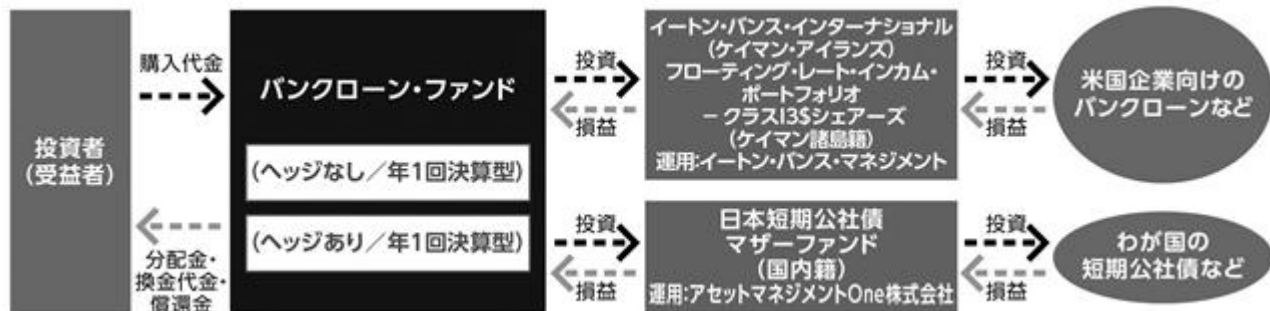 投資者
(受益者)
購入代金
分配金・
換金代金・
償還金
バンクローン・ファンド
(ヘッジなし/年1回決算型)
(ヘッジあり/年1回決算型)
投資
損益
イートン・バンス・インターナショナル
(ケイマン・アイランズ)
フローティング・レート・インカム・
ポートフォリオ
－クラスI3$シェアーズ
(ケイマン諸島籍)
運用:イートン・バンス・マネジメント
投資
損益
米国企業向けの
バンクローンなど
投資
損益
日本短期公社債
マザーファンド
(国内籍)
運用:アセットマネジメントOne株式会社
投資
損益
わが国の
短期公社債など